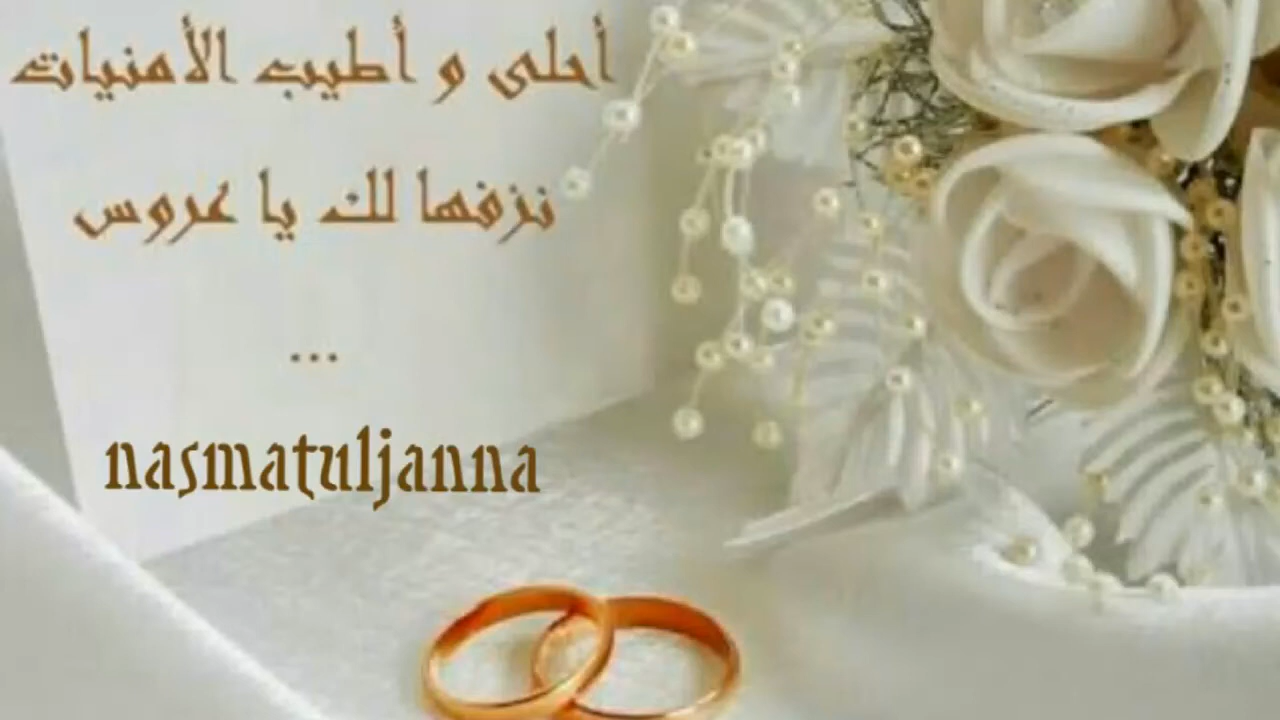 أحلى و أطيب الأمنيات
نزفها لك يا عروس
...
nasmatuljanna